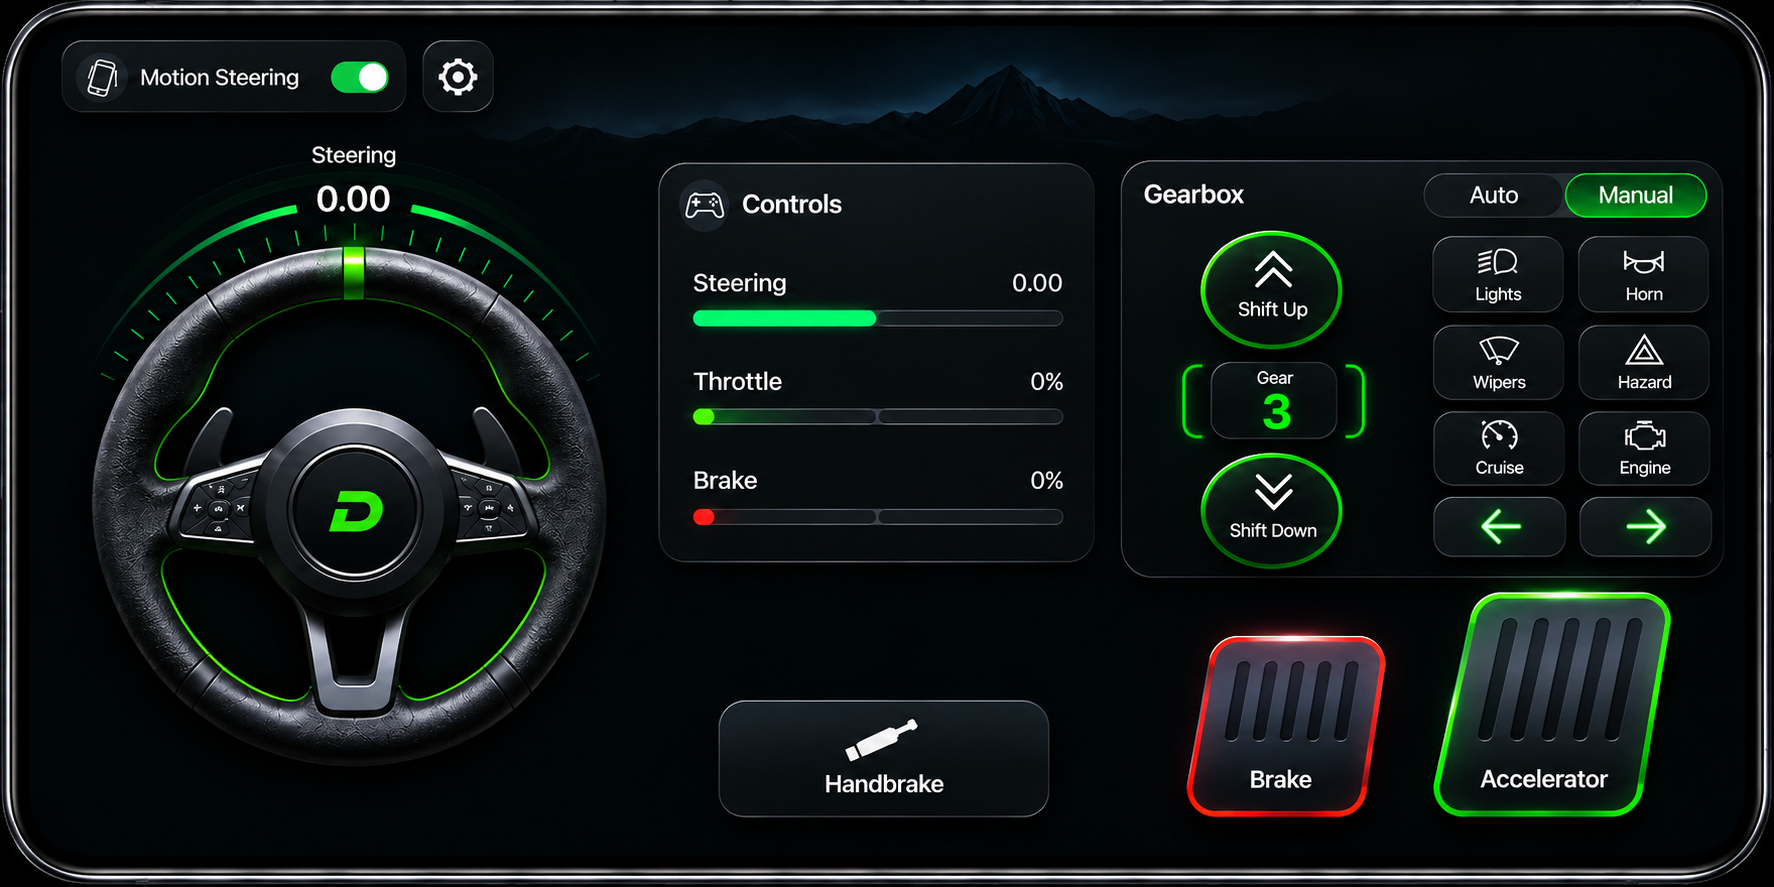 Motion Steering
Steering
0.00
D
Controls
Steering 0.00
Throttle 0%
Brake 0%
Handbrake
Gearbox
Auto Manual
Shift Up
Gear
3
Shift Down
Lights Horn
Wipers Hazard
Cruise Engine
Brake
Accelerator